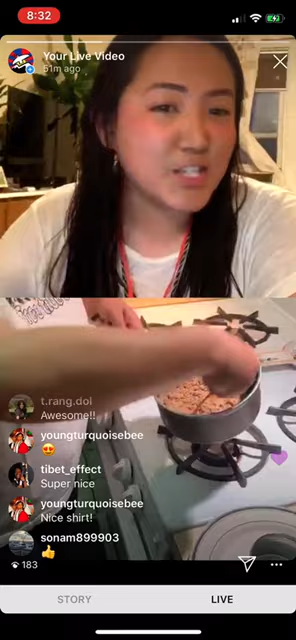 8:32
Your Live Video
51m ago
t.rang.dol
Awesome!!
youngturquoisebee
😍
tibet_effect
Super nice
youngturquoisebee
Nice shirt!
sonam899903
👍
183
STORY
LIVE